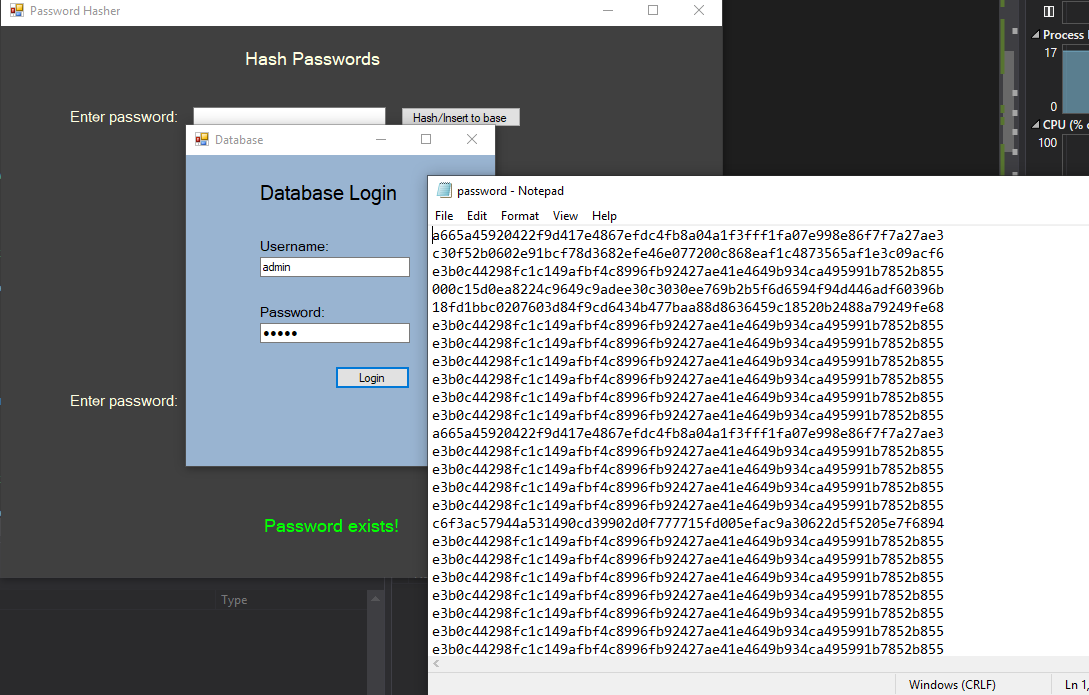 Password Hasher
Hash Passwords
Enter password:
Hash/Insert to base
Database
Database Login
Username:
admin
Password:
•••••
Login
Enter password:
Password exists!
Type
password - Notepad
File Edit Format View Help
a665a45920422f9d417e4867efdc4fb8a04a1f3fff1fa07e998e86f7f7a27ae3
c30f52b0602e91bcf78d3682efe46e077200c868eaf1c4873565af1e3c09acf6
e3b0c44298fc1c149afbf4c8996fb92427ae41e4649b934ca495991b7852b855
000c15d0ea8224c9649c9adee30c3030ee769b2b5f6d6594f94d446adf60396b
18fd1bbc0207603d84f9cd6434b477baa88d8636459c18520b2488a79249fe68
e3b0c44298fc1c149afbf4c8996fb92427ae41e4649b934ca495991b7852b855
e3b0c44298fc1c149afbf4c8996fb92427ae41e4649b934ca495991b7852b855
e3b0c44298fc1c149afbf4c8996fb92427ae41e4649b934ca495991b7852b855
e3b0c44298fc1c149afbf4c8996fb92427ae41e4649b934ca495991b7852b855
e3b0c44298fc1c149afbf4c8996fb92427ae41e4649b934ca495991b7852b855
e3b0c44298fc1c149afbf4c8996fb92427ae41e4649b934ca495991b7852b855
a665a45920422f9d417e4867efdc4fb8a04a1f3fff1fa07e998e86f7f7a27ae3
e3b0c44298fc1c149afbf4c8996fb92427ae41e4649b934ca495991b7852b855
e3b0c44298fc1c149afbf4c8996fb92427ae41e4649b934ca495991b7852b855
e3b0c44298fc1c149afbf4c8996fb92427ae41e4649b934ca495991b7852b855
e3b0c44298fc1c149afbf4c8996fb92427ae41e4649b934ca495991b7852b855
c6f3ac57944a531490cd39902d0f777715fd005efac9a30622d5f5205e7f6894
e3b0c44298fc1c149afbf4c8996fb92427ae41e4649b934ca495991b7852b855
e3b0c44298fc1c149afbf4c8996fb92427ae41e4649b934ca495991b7852b855
e3b0c44298fc1c149afbf4c8996fb92427ae41e4649b934ca495991b7852b855
e3b0c44298fc1c149afbf4c8996fb92427ae41e4649b934ca495991b7852b855
e3b0c44298fc1c149afbf4c8996fb92427ae41e4649b934ca495991b7852b855
e3b0c44298fc1c149afbf4c8996fb92427ae41e4649b934ca495991b7852b855
e3b0c44298fc1c149afbf4c8996fb92427ae41e4649b934ca495991b7852b855
Windows (CRLF)
Ln 1,
Process
17
0
CPU (%
100